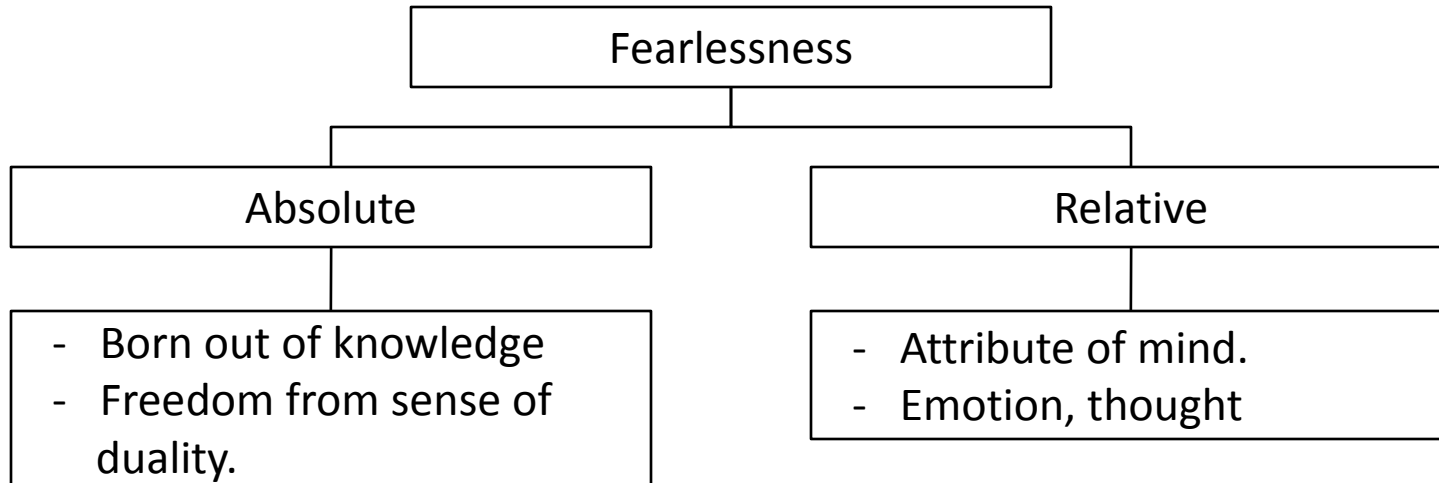 Fearlessness
Absolute
Relative
- Born out of knowledge
- Freedom from sense of
duality.
- Attribute of mind.
- Emotion, thought